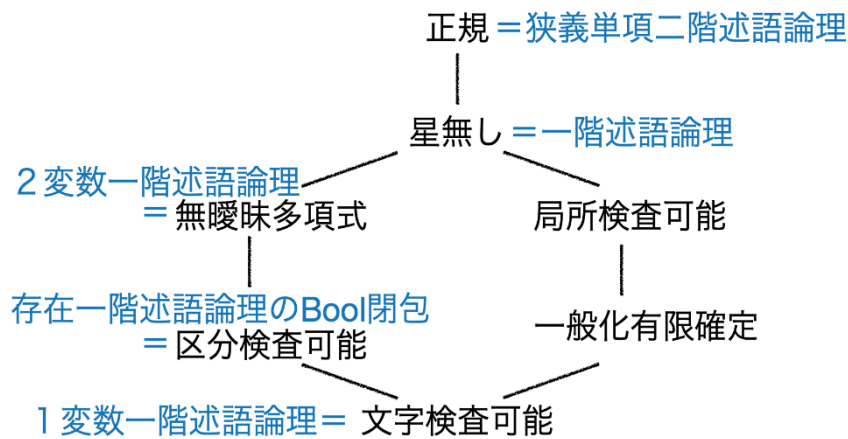 正規＝狭義単項二階述語論理
星無し＝一階述語論理
２変数一階述語論理
＝無曖昧多項式
局所検査可能
存在一階述語論理のBool閉包
＝区分検査可能
一般化有限確定
１変数一階述語論理＝ 文字検査可能